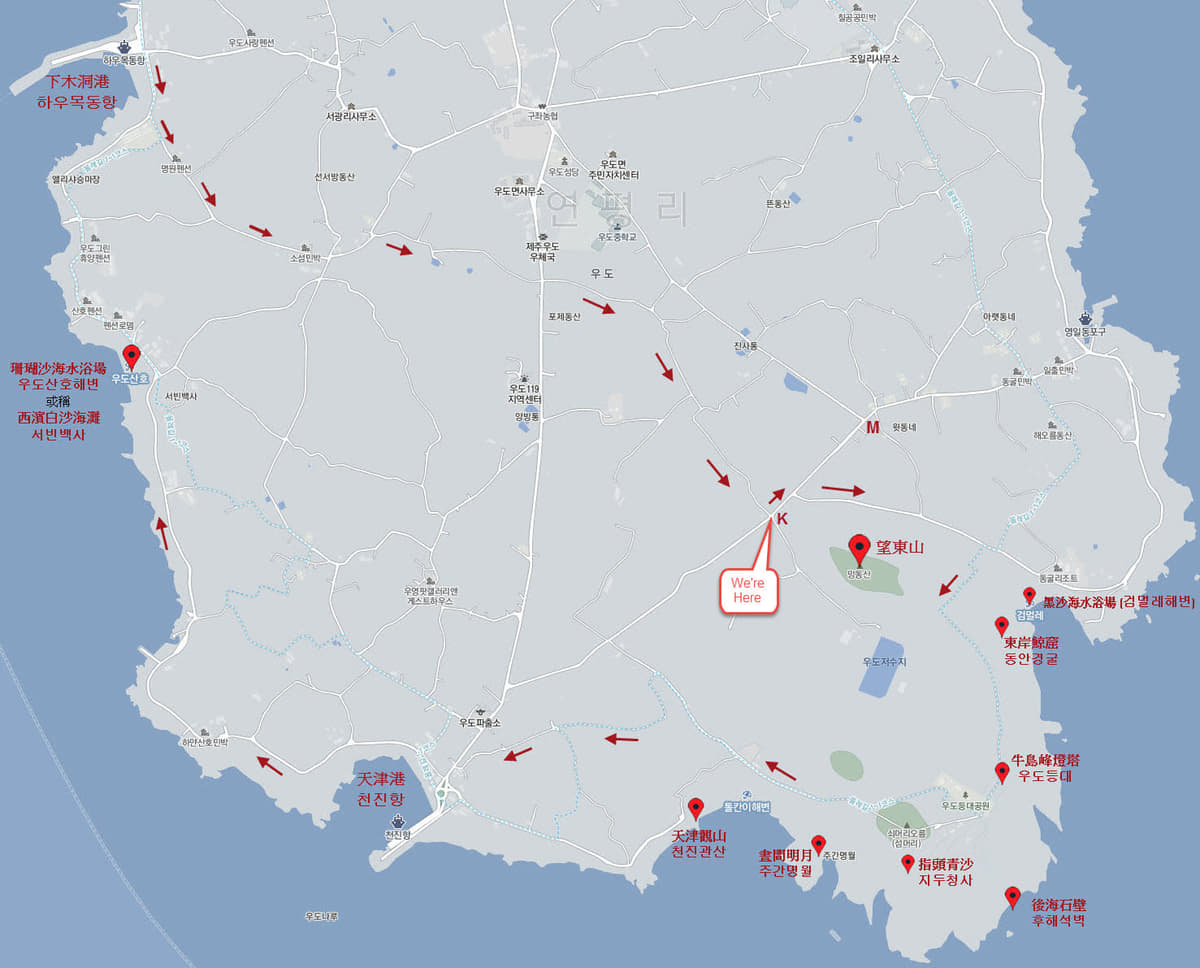 칠공공민박
우도사랑펜션
하우목동항
조일리사무소
下木洞港
하우목동항
서광리사무소
구좌농협
명원펜션
우도성당
우도면
주민자치센터
앨리샤승마장
선서방동산
우도면사무소
연평리
뜬동산
우도중학교
우도그린
휴양펜션
소섬민박
제주우도
우체국
우도
산호펜션
펜션로뎀
포제동산
아랫동네
영일동포구
진사통
珊瑚沙海水浴場
우도산호해변
或稱
西濱白沙海灘
서빈백사
우도산호
서빈백사
우도119
지역센터
앙방통
일출민박
동굴민박
M
윗동네
해오름동산
K
We're
Here
望東山
망동산
우영팟갤러리앤
게스트하우스
동굴리조트
黑沙海水浴場 (검멀레해변)
검멀레
東岸鯨窟
동안경굴
우도저수지
우도파출소
하얀산호민박
天津港
천진항
천진항
牛島峰燈塔
우도등대
우도등대공원
톨칸이해변
天津觀山
천진관산
쇠머리오름
(섬머리)
晝間明月
주간명월
주간명월
指頭青沙
지두청사
後海石壁
후해석벽
우도나루